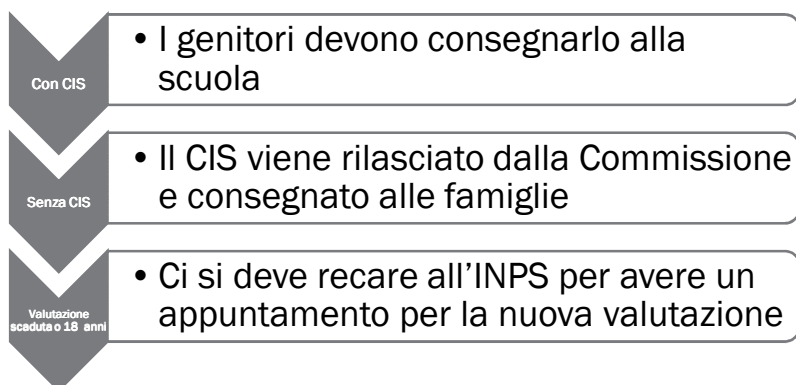 Con CIS
• I genitori devono consegnarlo alla
scuola
Senza CIS
• Il CIS viene rilasciato dalla Commissione
e consegnato alle famiglie
Valutazione
scaduta o 18 anni
• Ci si deve recare all'INPS per avere un
appuntamento per la nuova valutazione